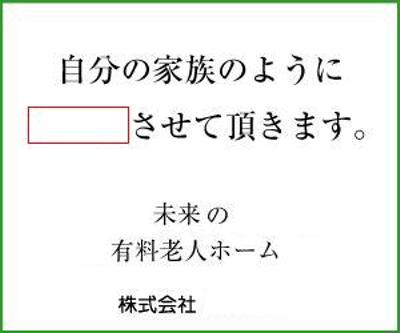 自分の家族のように
させて頂きます。
未来の
有料老人ホーム
株式会社